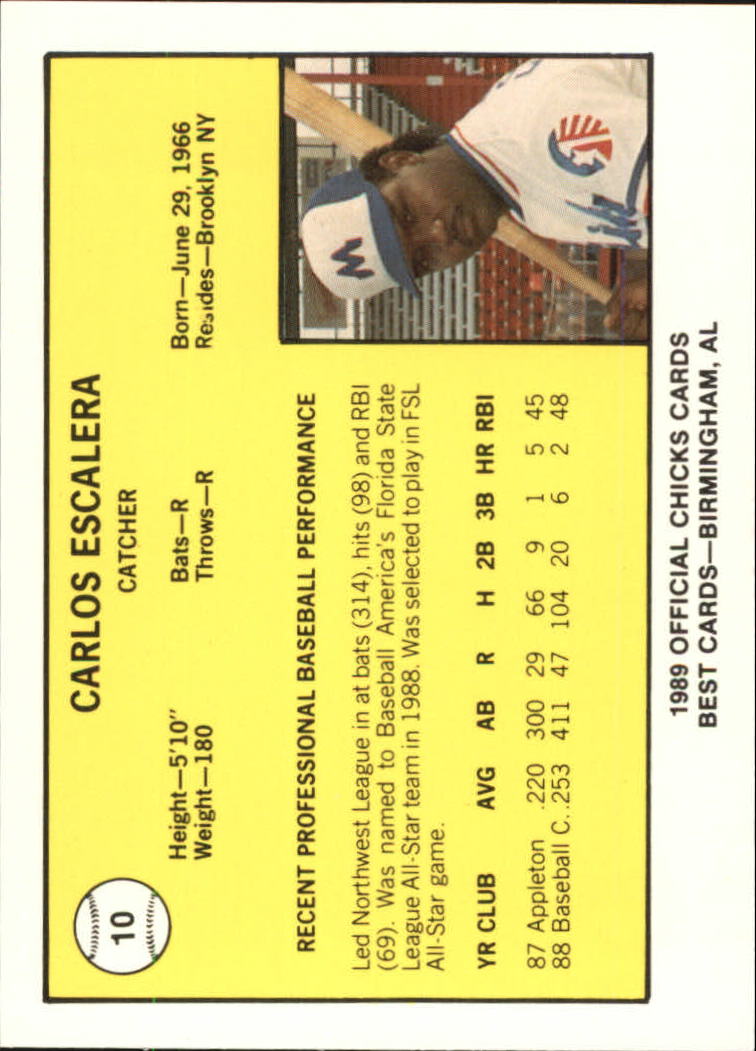 10
CARLOS ESCALERA
CATCHER
Height—5'10"
Weight—180
Bats—R
Throws—R
Born—June 29, 1966
Resides—Brooklyn NY
W
RECENT PROFESSIONAL BASEBALL PERFORMANCE
Led Northwest League in at bats (314), hits (98) and RBI
(69). Was named to Baseball America's Florida State
League All-Star team in 1988. Was selected to play in FSL
All-Star game.
YR CLUB AVG AB R H 2B 3B HR RBI
87 Appleton .220 300 29 66 9 1 5 45
88 Baseball C. .253 411 47 104 20 6 2 48
1989 OFFICIAL CHICKS CARDS
BEST CARDS—BIRMINGHAM, AL